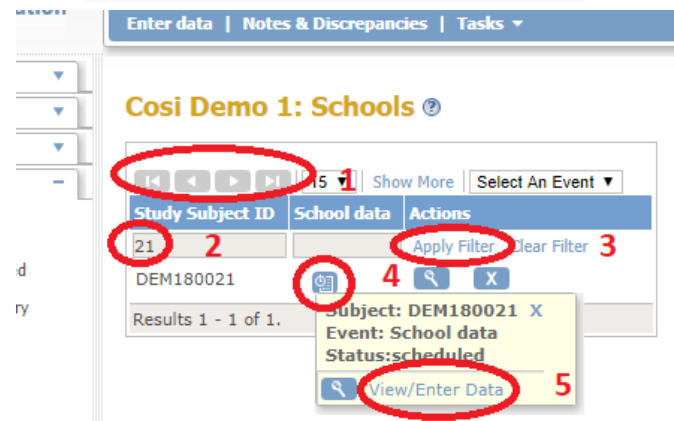 Enter data | Notes & Discrepancies | Tasks
Cosi Demo 1: Schools
15 1 Show More Select An Event
Study Subject ID School data Actions
21 2 Apply Filter Clear Filter 3
DEM180021 4 X
Results 1 - 1 of 1.
Subject: DEM180021 X
Event: School data
Status:scheduled
View/Enter Data 5